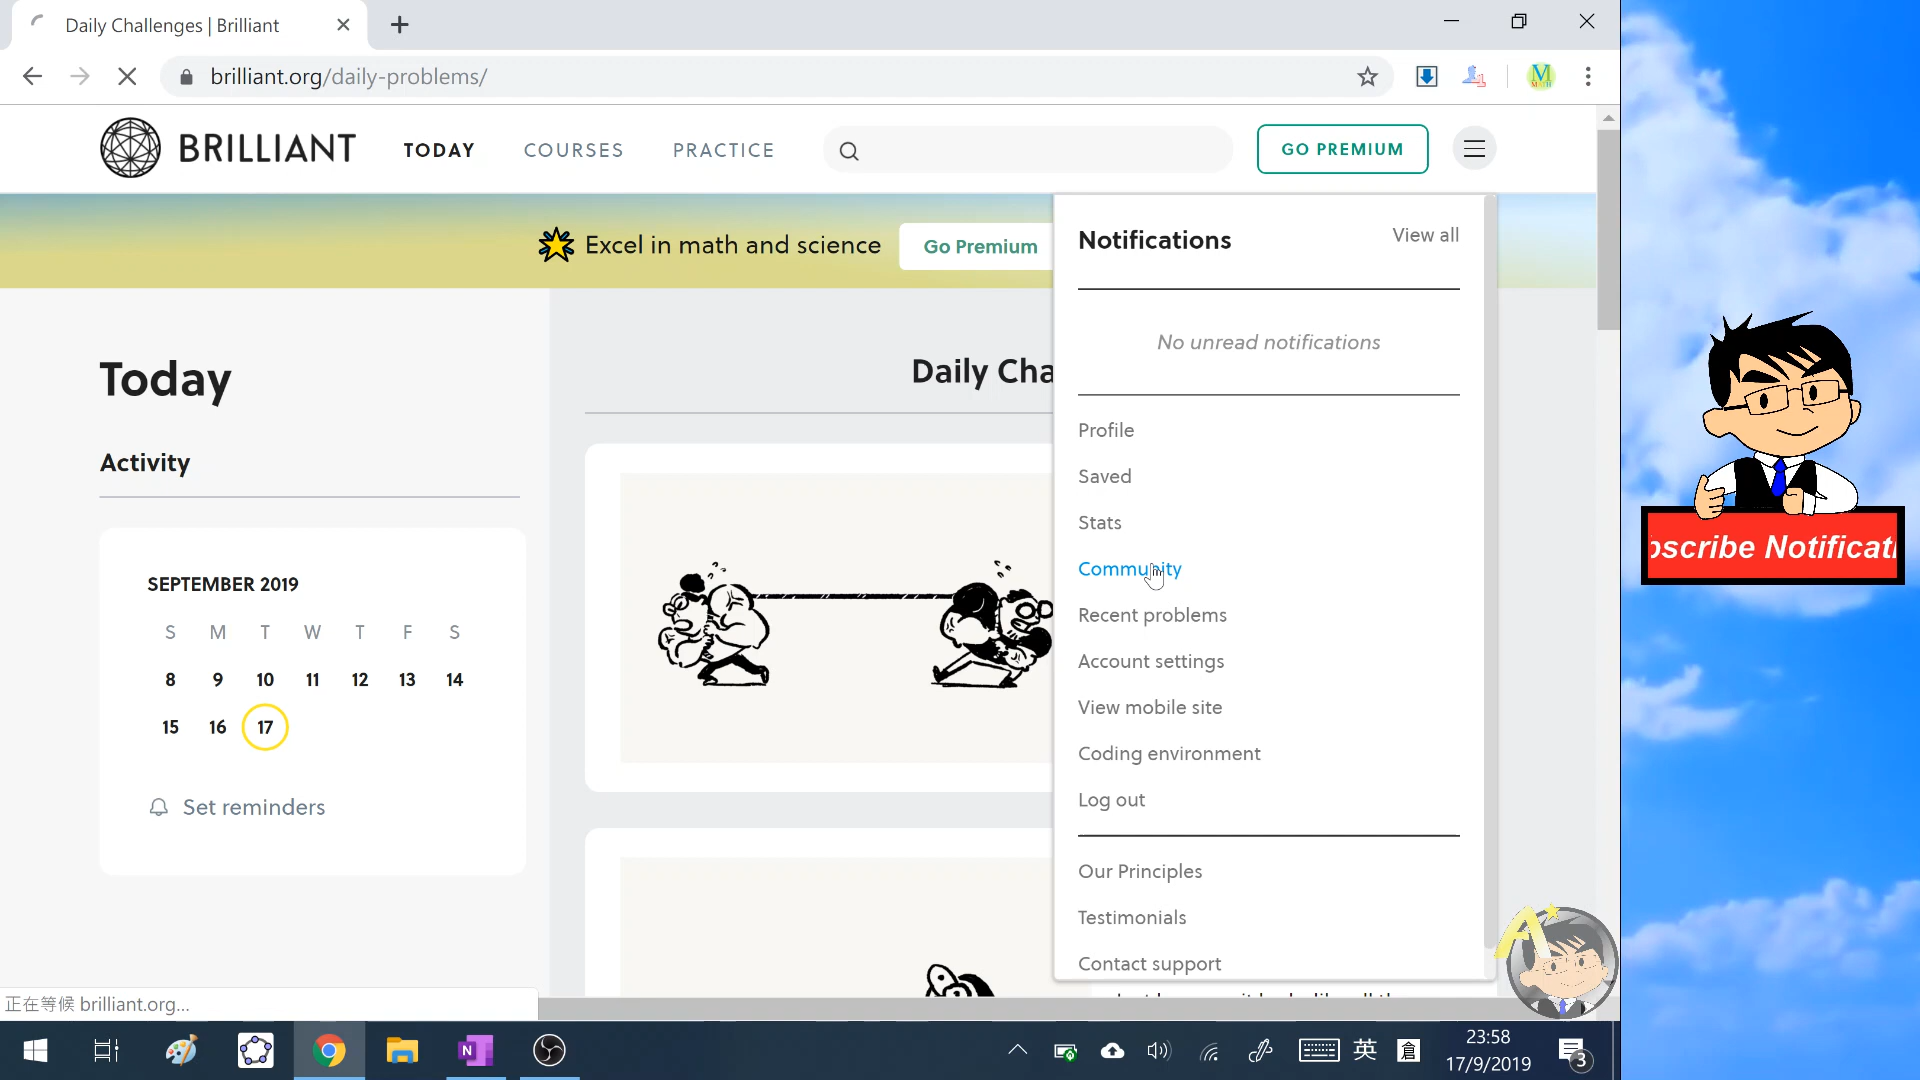 Daily Challenges | Brilliant
brilliant.org/daily-problems/
BRILLIANT TODAY COURSES PRACTICE GO PREMIUM
Excel in math and science Go Premium
Notifications View all
No unread notifications
Today
Daily Cha
Activity
SEPTEMBER 2019
S M T W T F S
8 9 10 11 12 13 14
15 16 17
Set reminders
Profile
Saved
Stats
Community
Recent problems
Account settings
View mobile site
Coding environment
Log out
Our Principles
Testimonials
Contact support
bscribe Notificati
正在等候 brilliant.org...
英 倉
23:58
17/9/2019
3